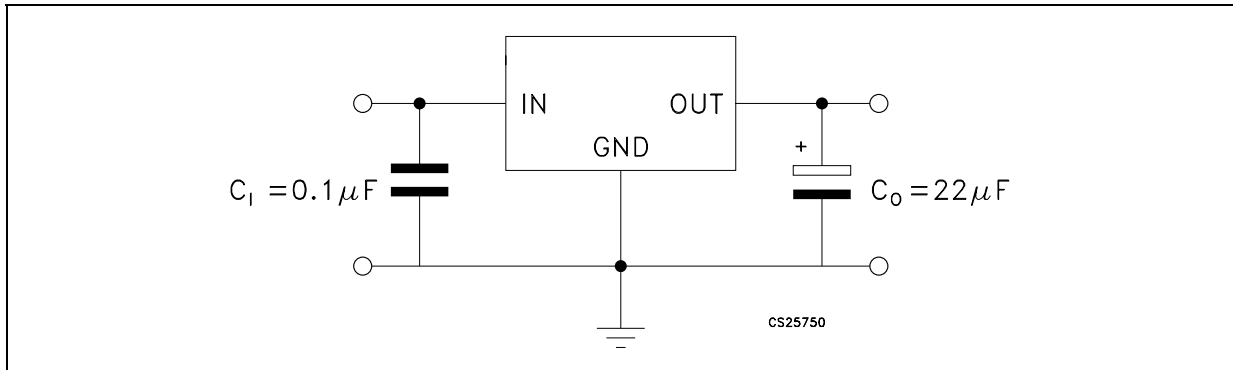 IN
OUT
GND
+
C_I =0.1μF
C_O =22μF
CS25750